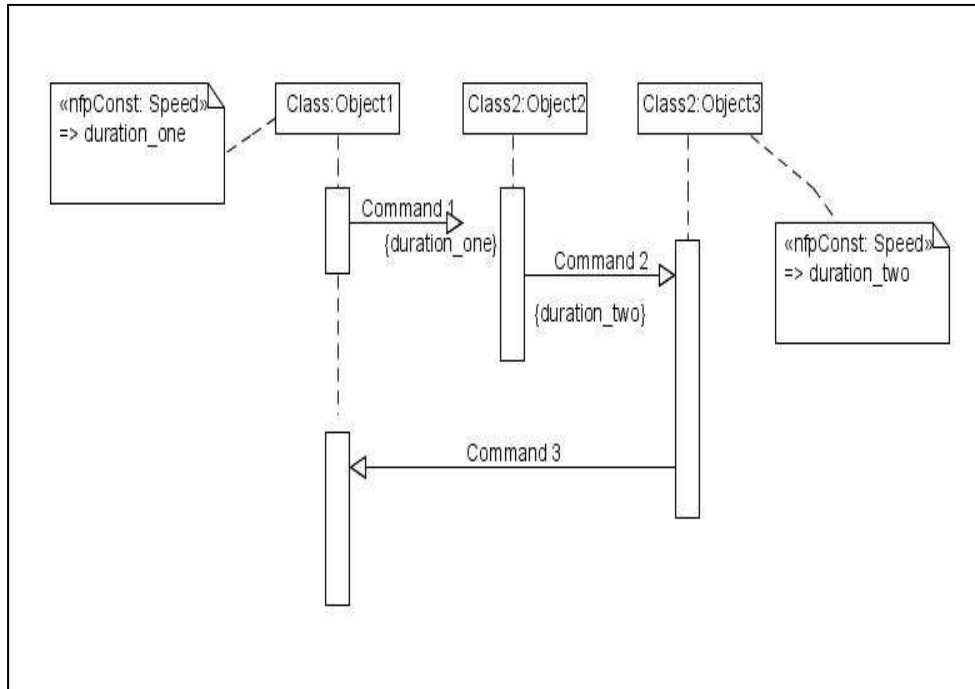 «nfpConst: Speed»
=> duration_one
Class:Object1
Class2:Object2
Class2:Object3
Command 1
{duration_one}
Command 2
{duration_two}
«nfpConst: Speed»
=> duration_two
Command 3